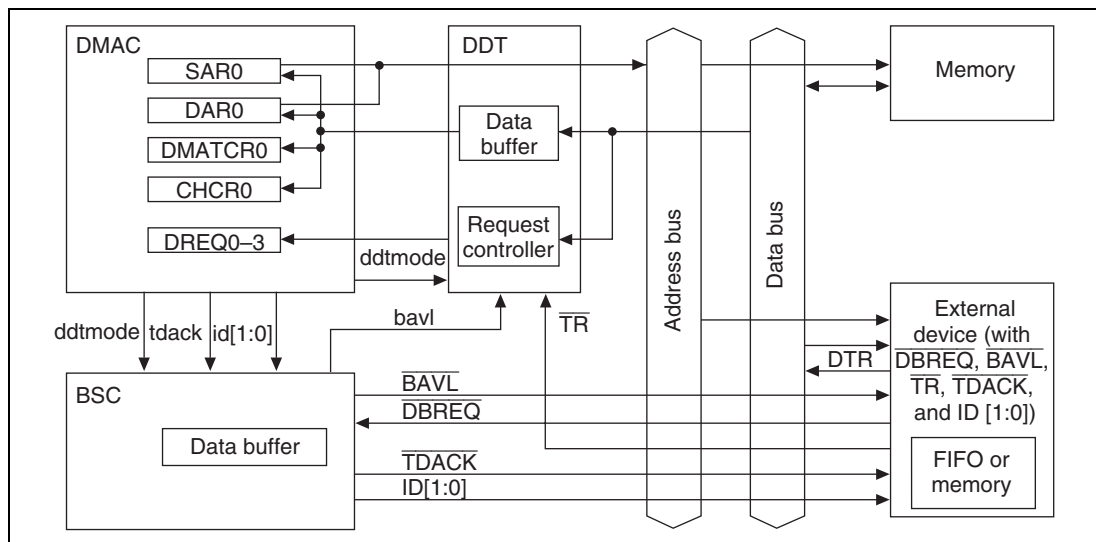 DMAC
SAR0
DAR0
DMATCR0
CHCR0
DREQ0–3
DDT
Data
buffer
Request
controller
ddtmode
bavl
TR
ddtmode
tdack
id[1:0]
BSC
Data buffer
BAVL
DBREQ
TDACK
ID[1:0]
Address bus
Data bus
Memory
External
device (with
DBREQ, BAVL,
TR, TDACK,
and ID [1:0])
DTR
FIFO or
memory